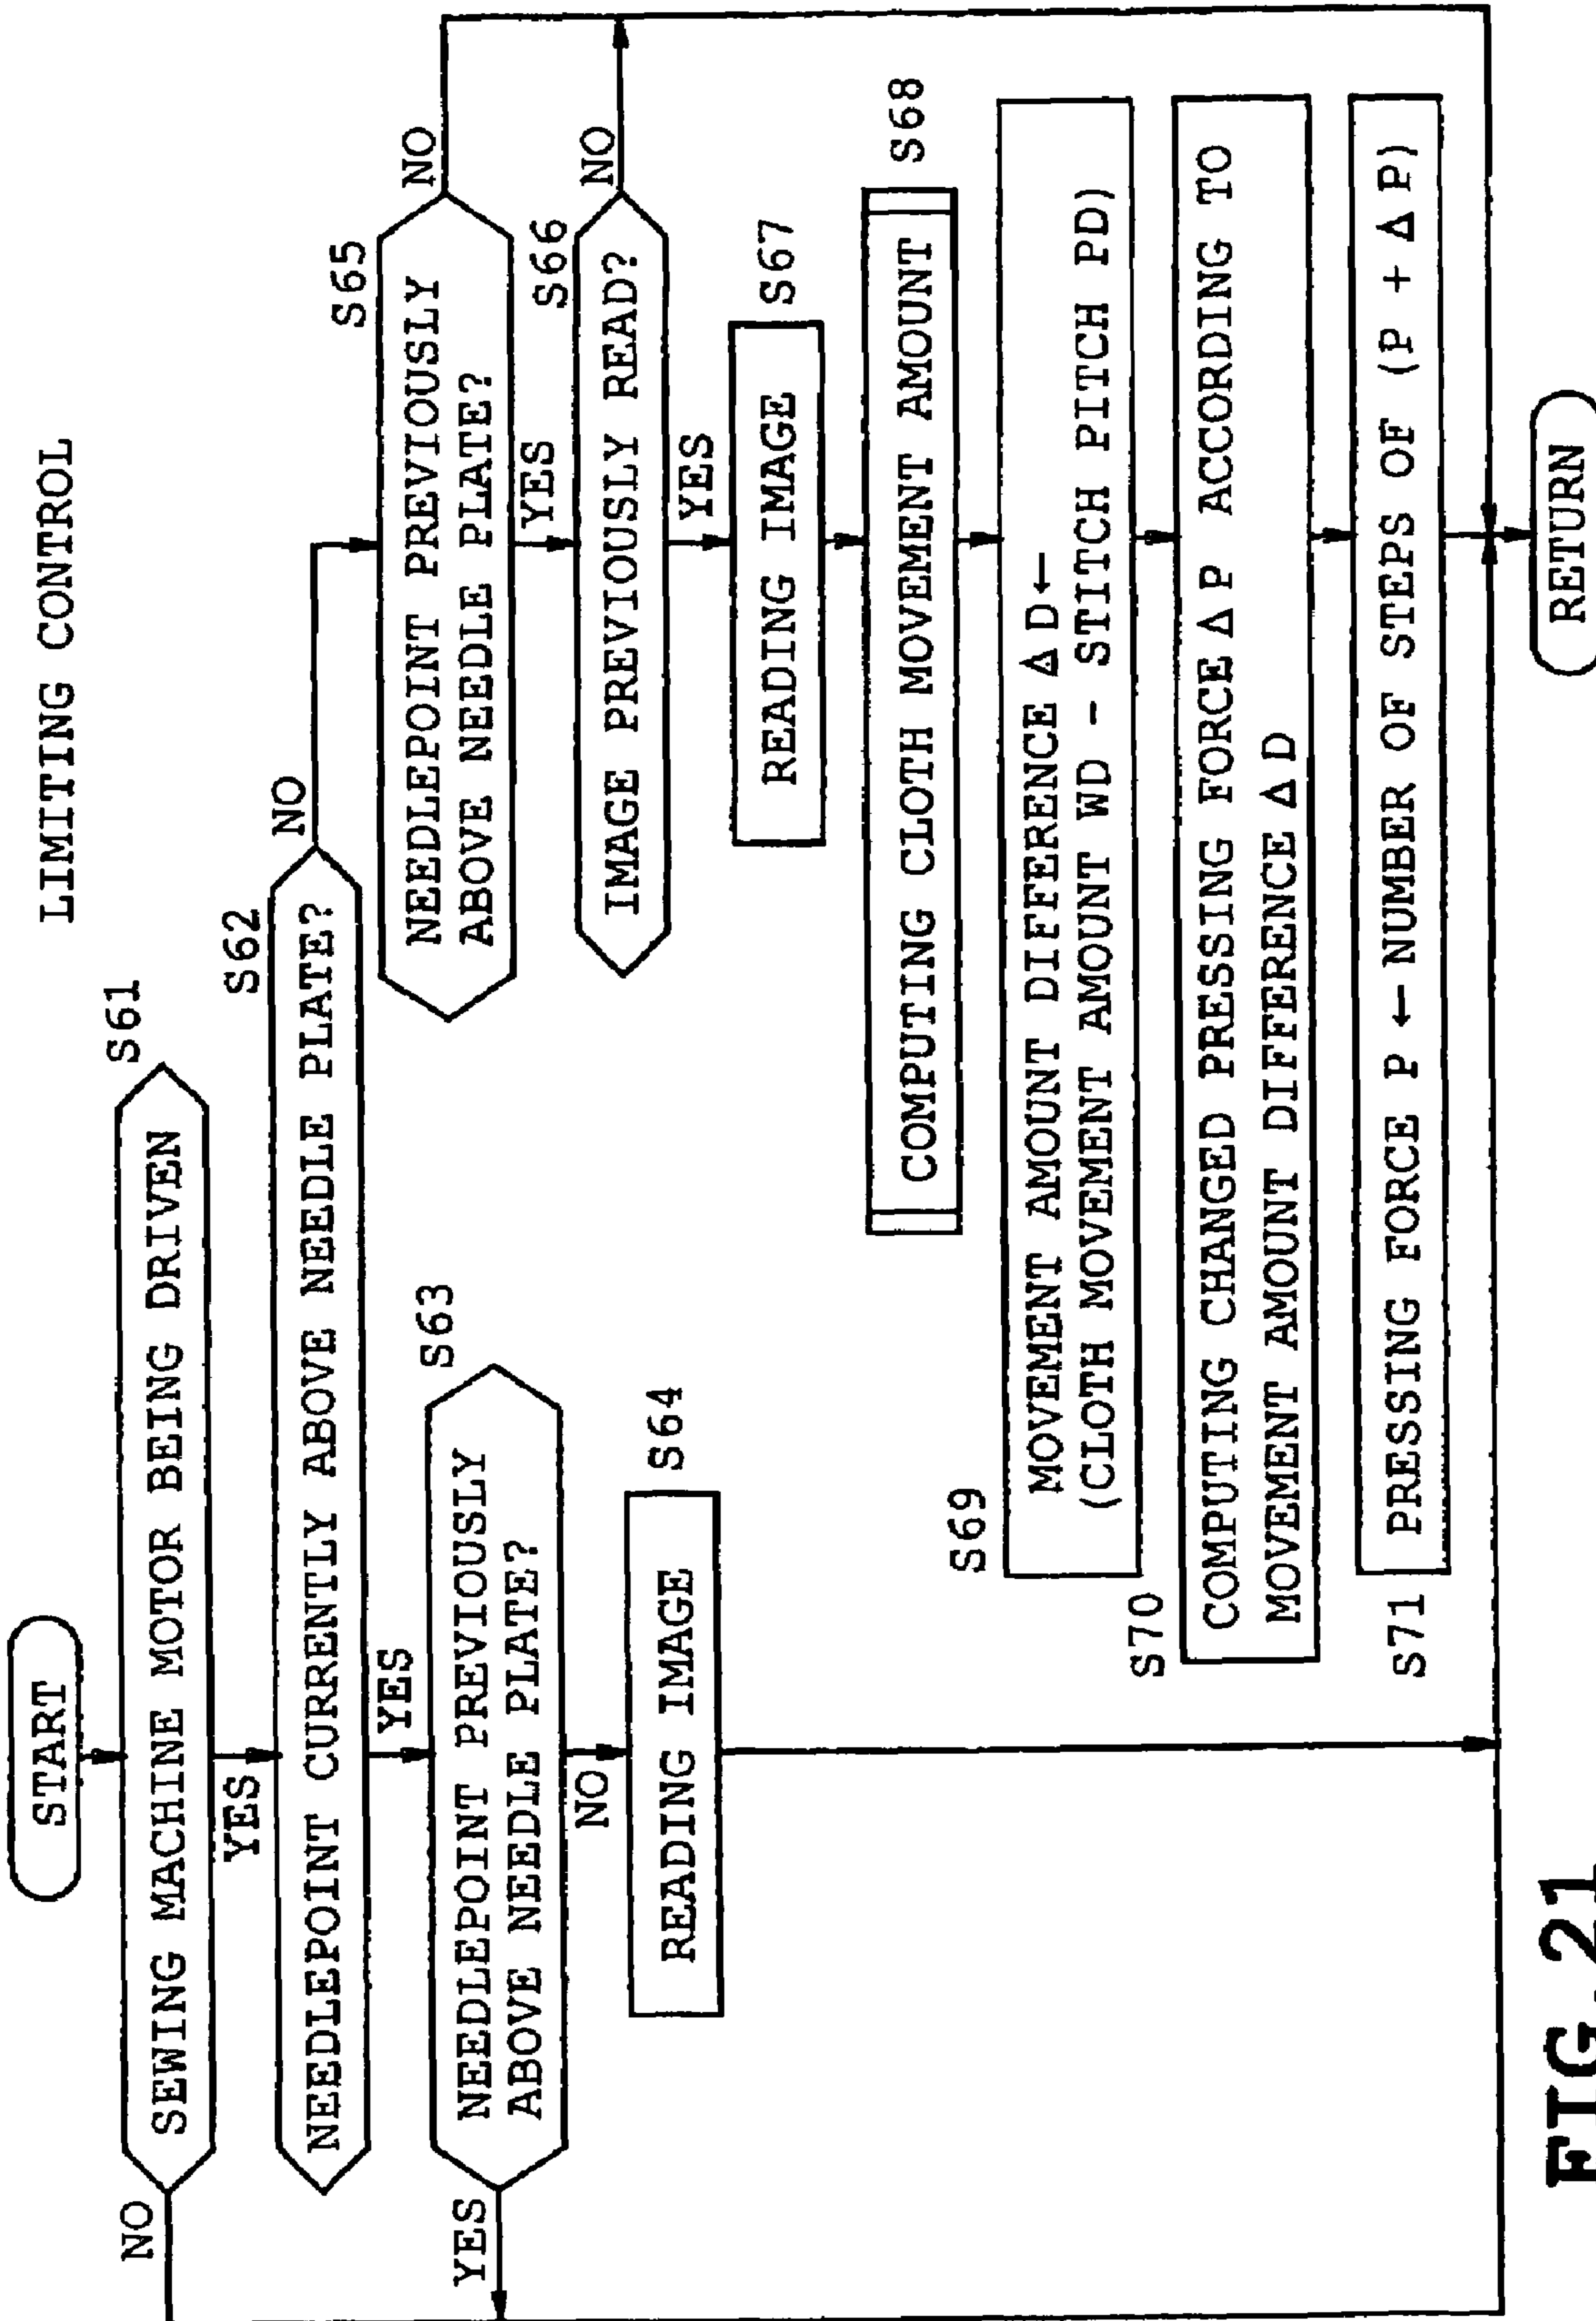 LIMITING CONTROL
START
SEWING MACHINE MOTOR BEING DRIVEN
S61
NO
YES
NEEDLEPOINT CURRENTLY ABOVE NEEDLE PLATE?
S62
NO
YES
NEEDLEPOINT PREVIOUSLY
ABOVE NEEDLE PLATE?
S63
YES
NO
READING IMAGE
S64
NEEDLEPOINT PREVIOUSLY
ABOVE NEEDLE PLATE?
S65
NO
YES
IMAGE PREVIOUSLY READ?
S66
NO
YES
READING IMAGE
S67
COMPUTING CLOTH MOVEMENT AMOUNT
S68
S69
MOVEMENT AMOUNT DIFFERENCE Δ D←
(CLOTH MOVEMENT AMOUNT WD - STITCH PITCH PD)
S70
COMPUTING CHANGED PRESSING FORCE Δ P ACCORDING TO
MOVEMENT AMOUNT DIFFERENCE Δ D
S71
PRESSING FORCE P ← NUMBER OF STEPS OF (P + Δ P)
RETURN
FIG. 21